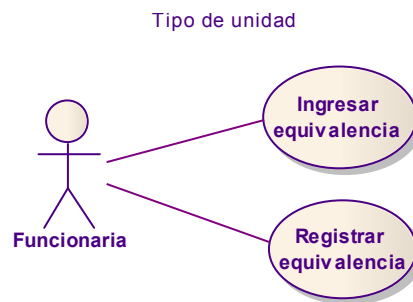 Tipo de unidad
Ingresar
equivalencia
Funcionaria
Registrar
equivalencia